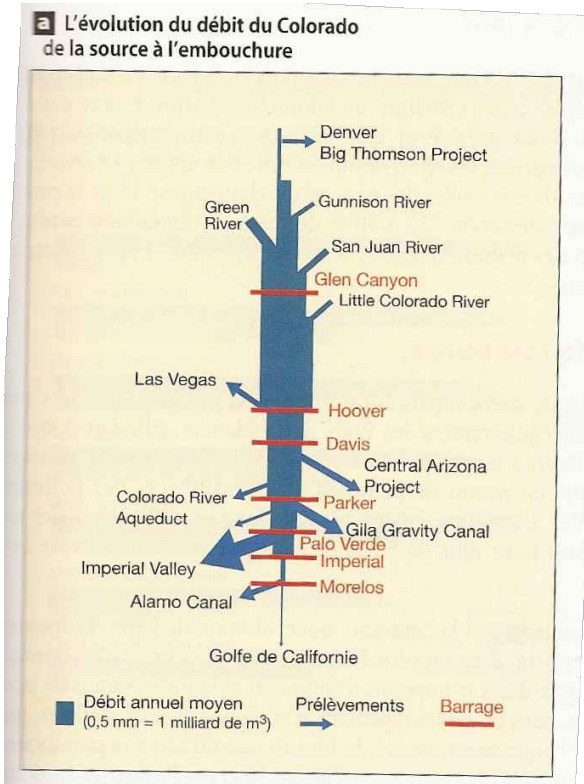 a L'évolution du débit du Colorado
de la source à l'embouchure
Denver
Big Thomson Project
Green
River
Gunnison River
San Juan River
Glen Canyon
Little Colorado River
Las Vegas
Hoover
Davis
Central Arizona
Project
Colorado River
Aqueduct
Parker
Gila Gravity Canal
Palo Verde
Imperial Valley
Imperial
Morelos
Alamo Canal
Golfe de Californie
Débit annuel moyen
(0,5 mm = 1 milliard de m³)
Prélèvements
Barrage